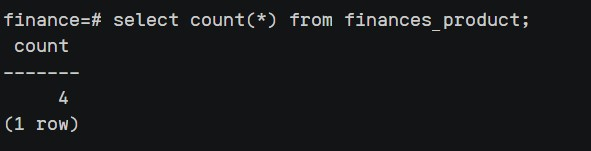 finance=# select count(*) from finances_product;
 count
-------
     4
(1 row)